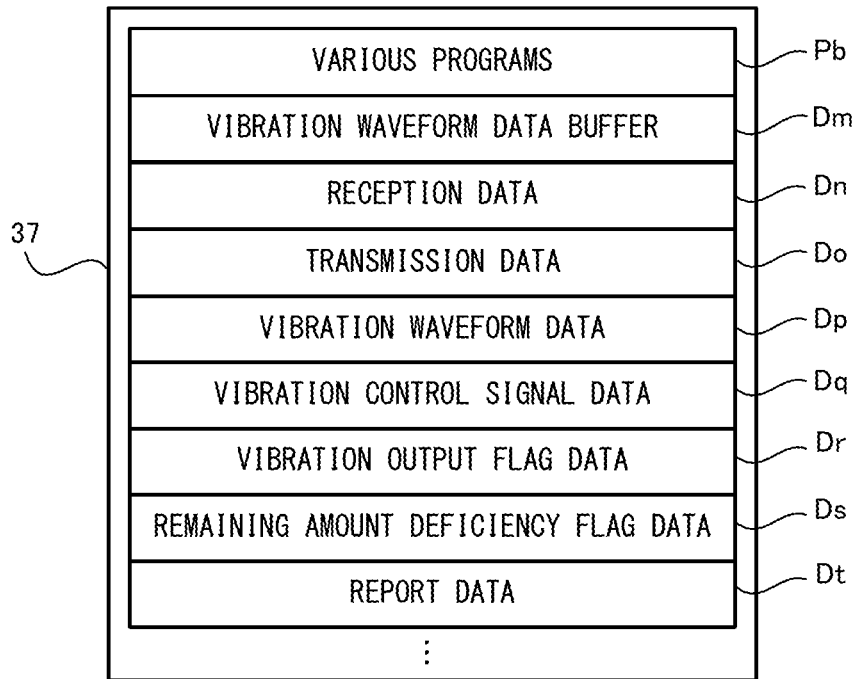 VARIOUS PROGRAMS Pb
VIBRATION WAVEFORM DATA BUFFER Dm
RECEPTION DATA Dn
37
TRANSMISSION DATA Do
VIBRATION WAVEFORM DATA Dp
VIBRATION CONTROL SIGNAL DATA Dq
VIBRATION OUTPUT FLAG DATA Dr
REMAINING AMOUNT DEFICIENCY FLAG DATA Ds
REPORT DATA Dt
⋮